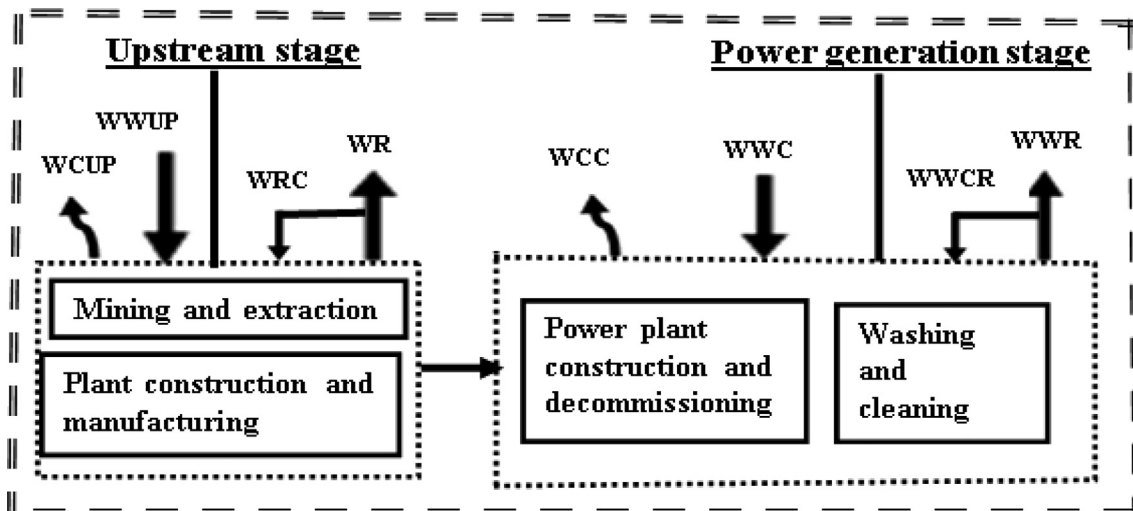 Upstream stage
Power generation stage
WWUP
WR
WCUP
WRC
WCC
WWC
WWR
WWCR
Mining and extraction
Plant construction and
manufacturing
Power plant
construction and
decommissioning
Washing
and
cleaning